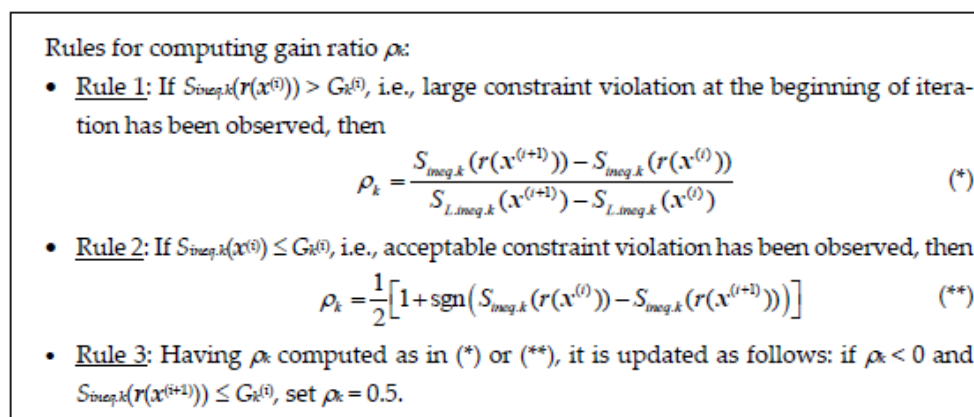 Rules for computing gain ratio ρk:
• Rule 1: If Sineq.k(r(x(i))) > Gk(i), i.e., large constraint violation at the beginning of itera-
tion has been observed, then
ρk = (Sineq.k(r(x(i+1))) − Sineq.k(r(x(i)))) / (SL.ineq.k(x(i+1)) − SL.ineq.k(x(i))) (*)
• Rule 2: If Sineq.k(x(i)) ≤ Gk(i), i.e., acceptable constraint violation has been observed, then
ρk = 1/2 [1 + sgn(Sineq.k(r(x(i))) − Sineq.k(r(x(i+1))))] (**)
• Rule 3: Having ρk computed as in (*) or (**), it is updated as follows: if ρk < 0 and
Sineq.k(r(x(i+1))) ≤ Gk(i), set ρk = 0.5.